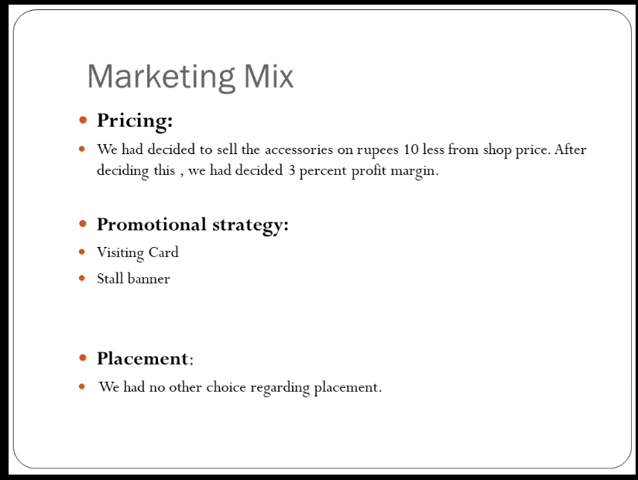 Marketing Mix
• Pricing:
• We had decided to sell the accessories on rupees 10 less from shop price. After
deciding this , we had decided 3 percent profit margin.
• Promotional strategy:
• Visiting Card
• Stall banner
• Placement:
• We had no other choice regarding placement.